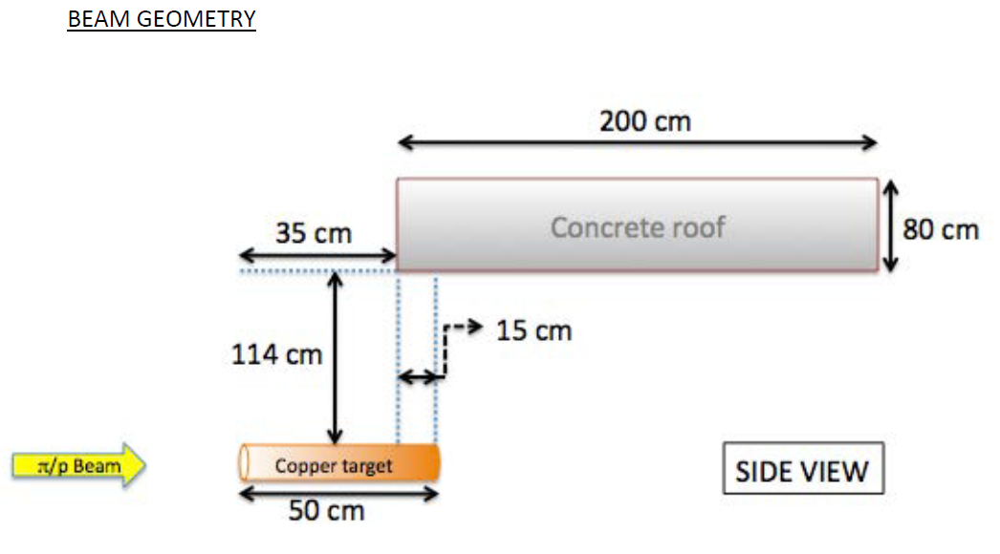 BEAM GEOMETRY
200 cm
Concrete roof
80 cm
35 cm
15 cm
114 cm
π/p Beam
Copper target
SIDE VIEW
50 cm